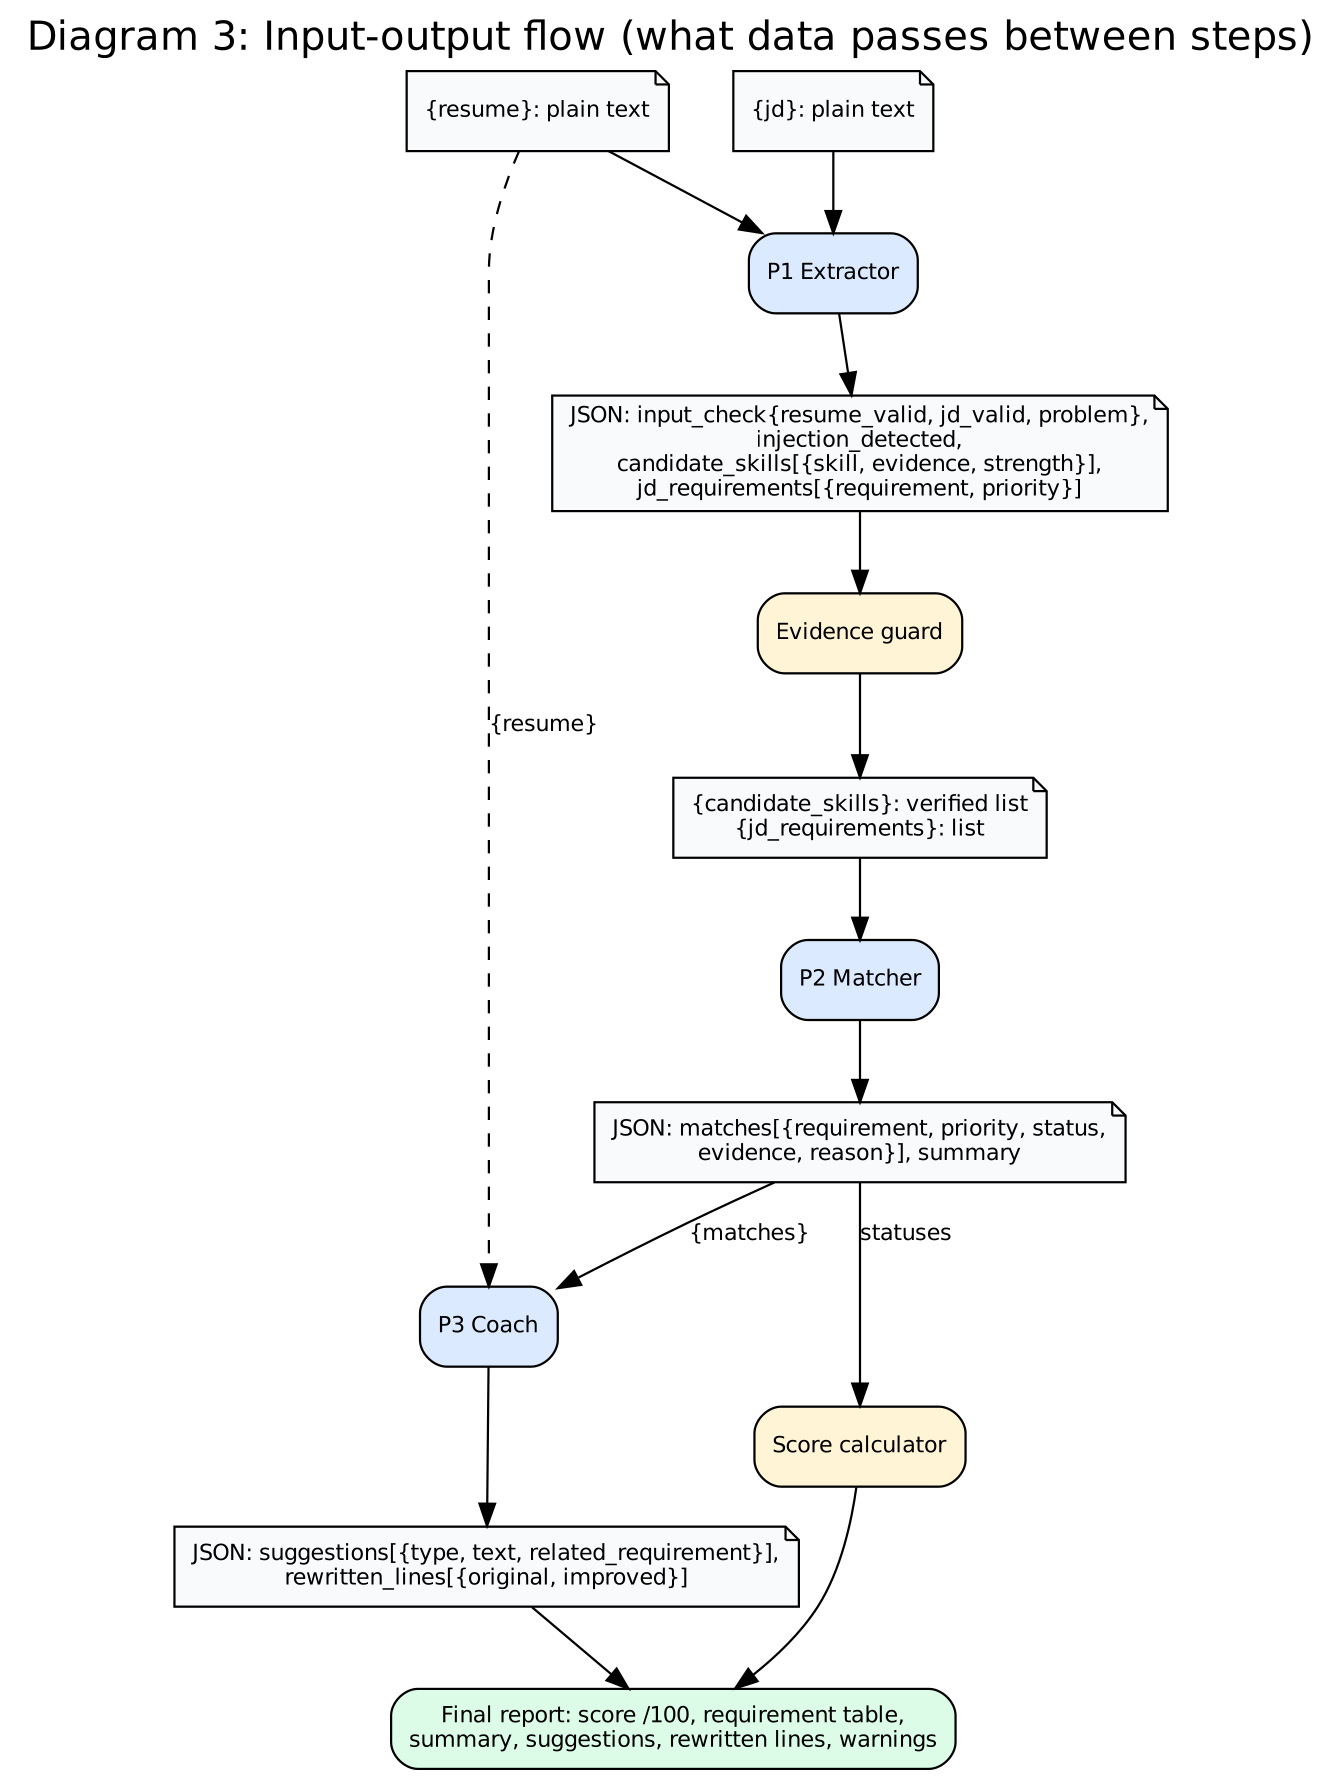 Diagram 3: Input-output flow (what data passes between steps)
{resume}: plain text
{jd}: plain text
P1 Extractor
JSON: input_check{resume_valid, jd_valid, problem},
injection_detected,
candidate_skills[{skill, evidence, strength}],
jd_requirements[{requirement, priority}]
Evidence guard
{resume}
{candidate_skills}: verified list
{jd_requirements}: list
P2 Matcher
JSON: matches[{requirement, priority, status,
evidence, reason}], summary
{matches}
statuses
P3 Coach
Score calculator
JSON: suggestions[{type, text, related_requirement}],
rewritten_lines[{original, improved}]
Final report: score /100, requirement table,
summary, suggestions, rewritten lines, warnings